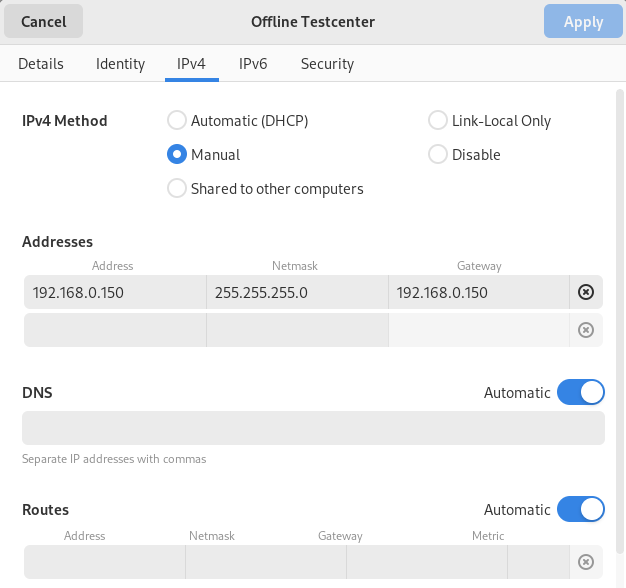 Cancel Offline Testcenter Apply
Details Identity IPv4 IPv6 Security
IPv4 Method Automatic (DHCP) Link-Local Only
Manual Disable
Shared to other computers
Addresses
Address Netmask Gateway
192.168.0.150 255.255.255.0 192.168.0.150
DNS Automatic
Separate IP addresses with commas
Routes Automatic
Address Netmask Gateway Metric